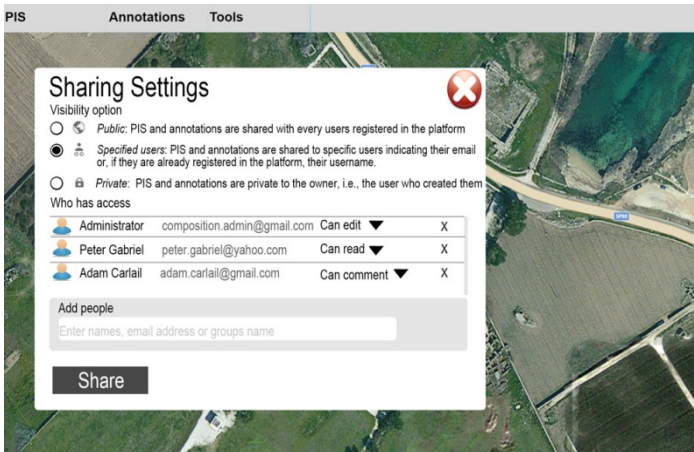 PIS Annotations Tools
SP90
Sharing Settings
Visibility option
Public: PIS and annotations are shared with every users registered in the platform
Specified users: PIS and annotations are shared to specific users indicating their email
or, if they are already registered in the platform, their username.
Private: PIS and annotations are private to the owner, i.e., the user who created them
Who has access
Administrator composition.admin@gmail.com Can edit X
SP90
Peter Gabriel peter.gabriel@yahoo.com Can read X
Adam Carlail adam.carlail@gmail.com Can comment X
Add people
Enter names, email address or groups name
Share